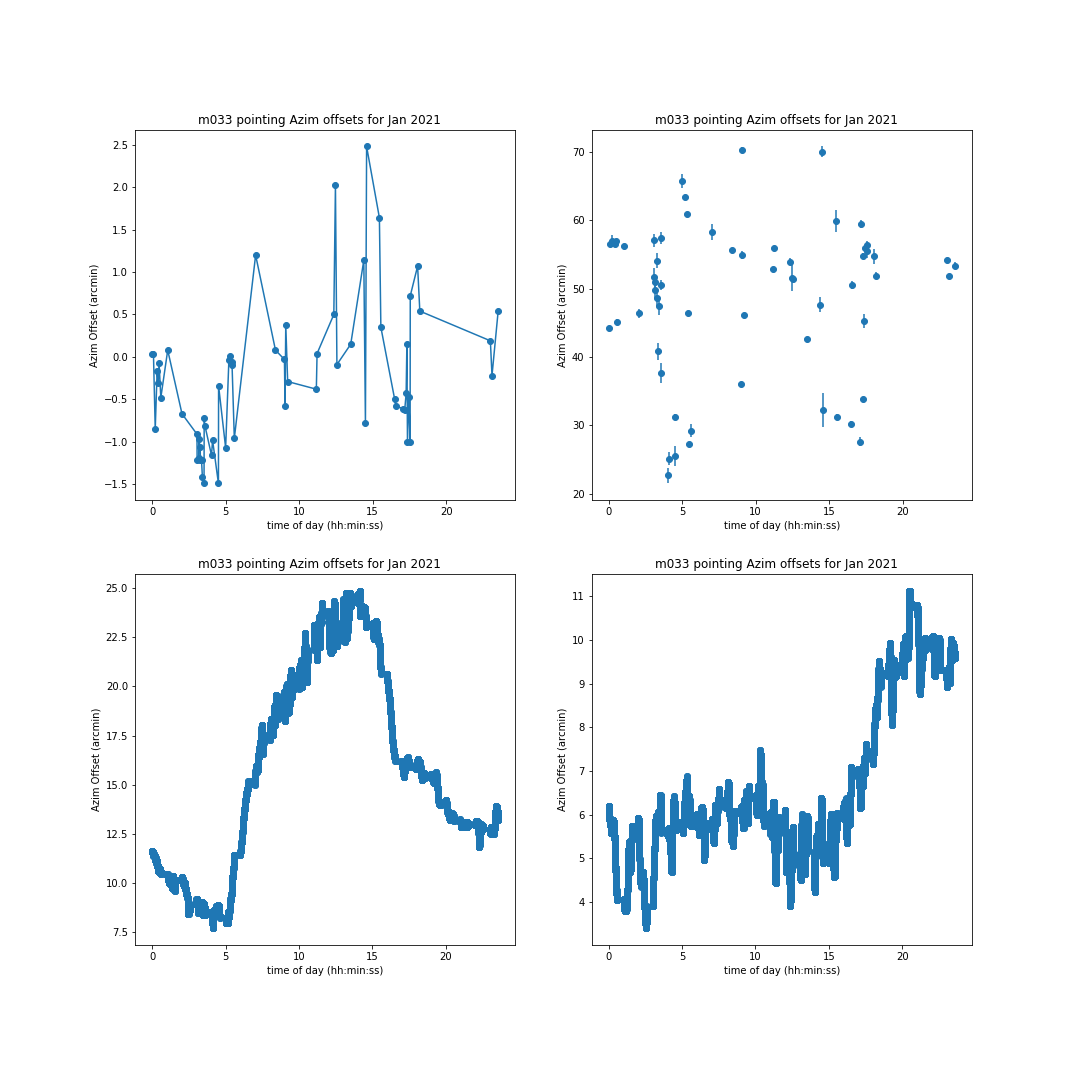 m033 pointing Azim offsets for Jan 2021
2.5
2.0
1.5
1.0
0.5
0.0
−0.5
−1.0
−1.5
Azim Offset (arcmin)
0 5 10 15 20
time of day (hh:min:ss)
m033 pointing Azim offsets for Jan 2021
70
60
50
40
30
20
Azim Offset (arcmin)
0 5 10 15 20
time of day (hh:min:ss)
m033 pointing Azim offsets for Jan 2021
25.0
22.5
20.0
17.5
15.0
12.5
10.0
7.5
Azim Offset (arcmin)
0 5 10 15 20
time of day (hh:min:ss)
m033 pointing Azim offsets for Jan 2021
11
10
9
8
7
6
5
4
Azim Offset (arcmin)
0 5 10 15 20
time of day (hh:min:ss)